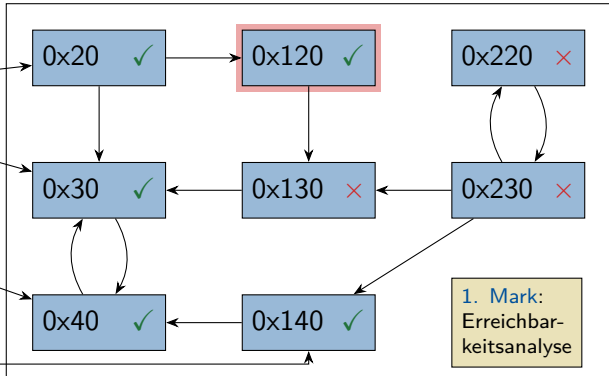 0x20 ✓
0x120 ✓
0x220 ×
0x30 ✓
0x130 ×
0x230 ×
0x40 ✓
0x140 ✓
1. Mark:
Erreichbar-
keitsanalyse